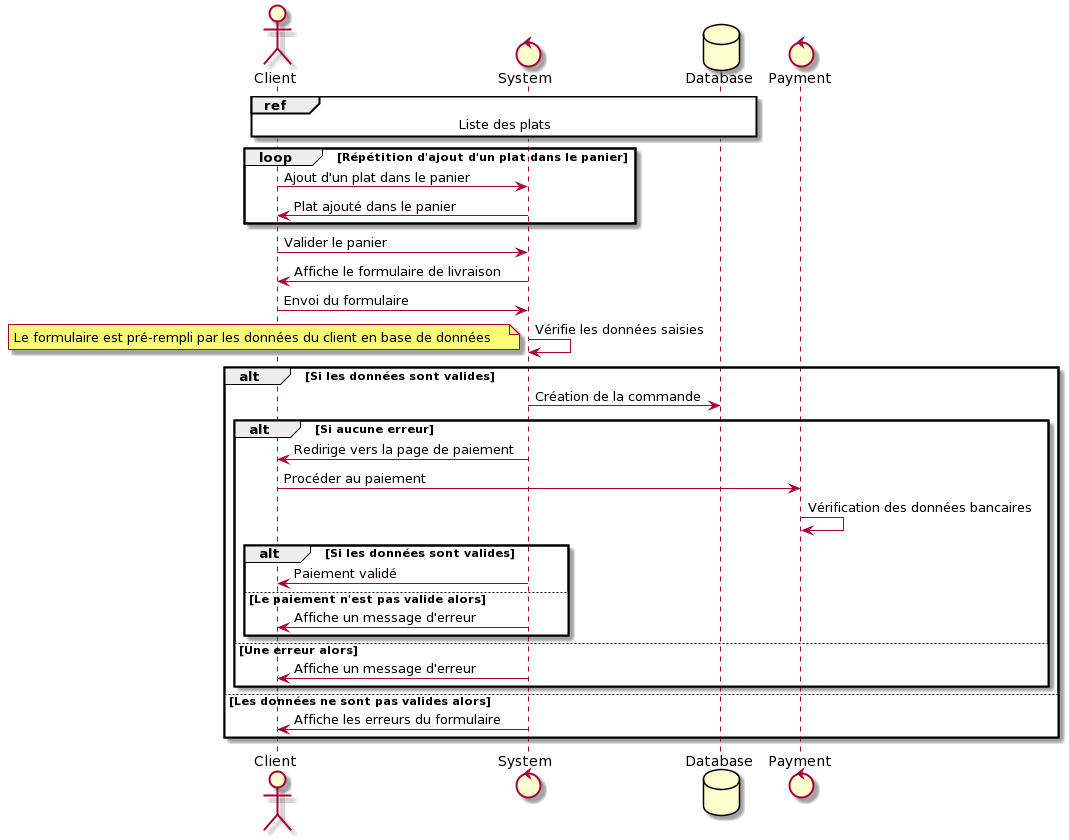 Client
System
Database
Payment
ref
Liste des plats
loop
[Répétition d'ajout d'un plat dans le panier]
Ajout d'un plat dans le panier
Plat ajouté dans le panier
Valider le panier
Affiche le formulaire de livraison
Envoi du formulaire
Le formulaire est pré-rempli par les données du client en base de données
Vérifie les données saisies
alt
[Si les données sont valides]
Création de la commande
alt
[Si aucune erreur]
Redirige vers la page de paiement
Procéder au paiement
Vérification des données bancaires
alt
[Si les données sont valides]
Paiement validé
[Le paiement n'est pas valide alors]
Affiche un message d'erreur
[Une erreur alors]
Affiche un message d'erreur
[Les données ne sont pas valides alors]
Affiche les erreurs du formulaire
Client
System
Database
Payment